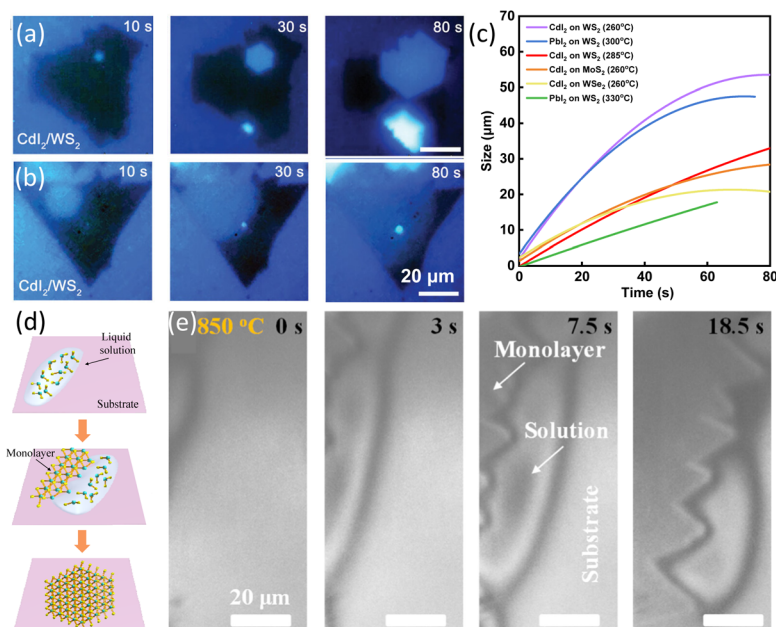 (a)
10 s
30 s
80 s
CdI₂/WS₂
(b)
10 s
30 s
80 s
CdI₂/WS₂
20 μm
(c)
70
60
50
40
30
20
10
0
Size (μm)
CdI₂ on WS₂ (260°C)
PbI₂ on WS₂ (300°C)
CdI₂ on WS₂ (285°C)
CdI₂ on MoS₂ (260°C)
CdI₂ on WSe₂ (260°C)
PbI₂ on WS₂ (330°C)
0 20 40 60 80
Time (s)
(d)
Liquid
solution
Substrate
Monolayer
(e)
850 °C 0 s
20 μm
3 s
7.5 s
Monolayer
Solution
Substrate
18.5 s